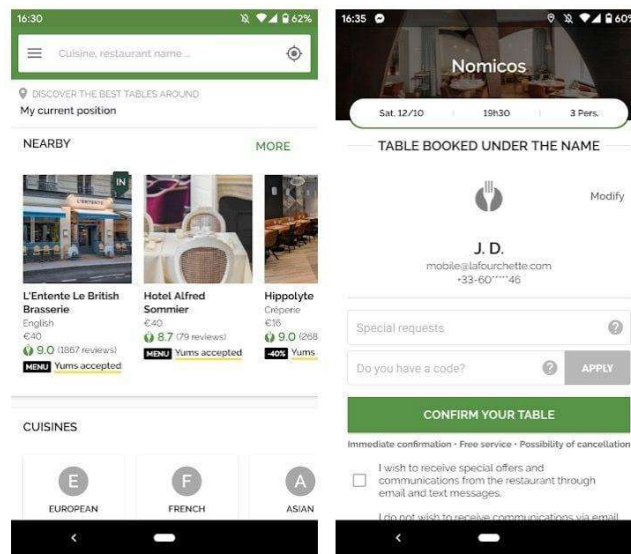 16:30
62%
Cuisine, restaurant name ...
DISCOVER THE BEST TABLES AROUND
My current position
NEARBY
MORE
IN
L'ENTENTE
L'Entente Le British
Brasserie
English
€40
9.0 (1867 reviews)
MENU Yums accepted
Hotel Alfred
Sommier
€40
8.7 (79 reviews)
MENU Yums accepted
Hippolyte
Crêperie
€16
9.0 (268
-40% Yums
CUISINES
E
EUROPEAN
F
FRENCH
A
ASIAN
16:35
60%
Nomicos
Sat, 12/10 19h30 3 Pers.
TABLE BOOKED UNDER THE NAME
Modify
J. D.
mobile@lafourchette.com
+33-60*****46
Special requests
Do you have a code?
APPLY
CONFIRM YOUR TABLE
Immediate confirmation • Free service • Possibility of cancellation
I wish to receive special offers and
communications from the restaurant through
email and text messages.
I do not wish to receive communications via email